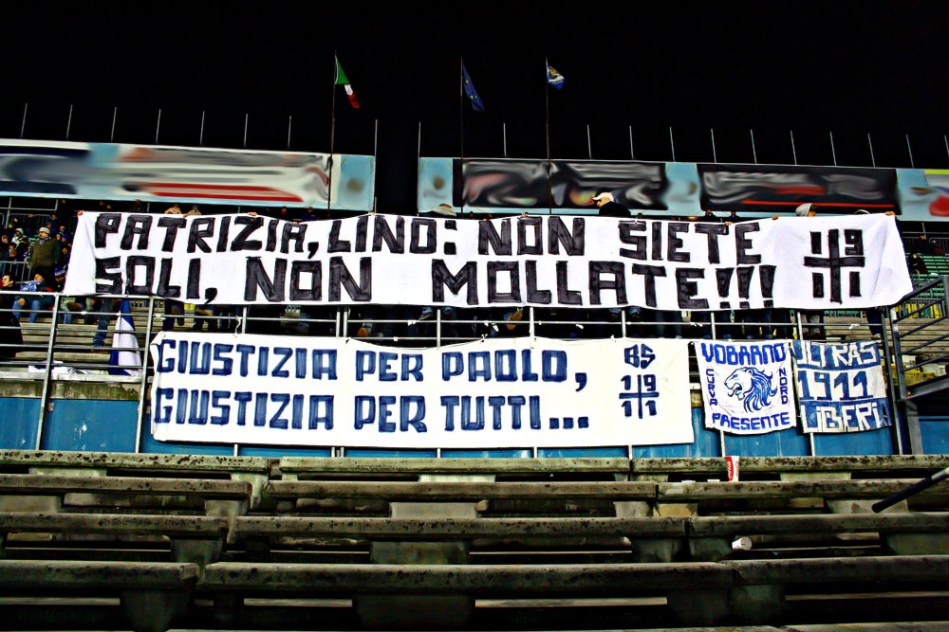 PATRIZIA, LINO: NON SIETE
SOLI, NON MOLLATE!!!
19
11
GIUSTIZIA PER PAOLO,
GIUSTIZIA PER TUTTI...
BS
19
11
VOBARNO
CURVA
NORD
PRESENTE
ULTRAS
1911
LIBERI